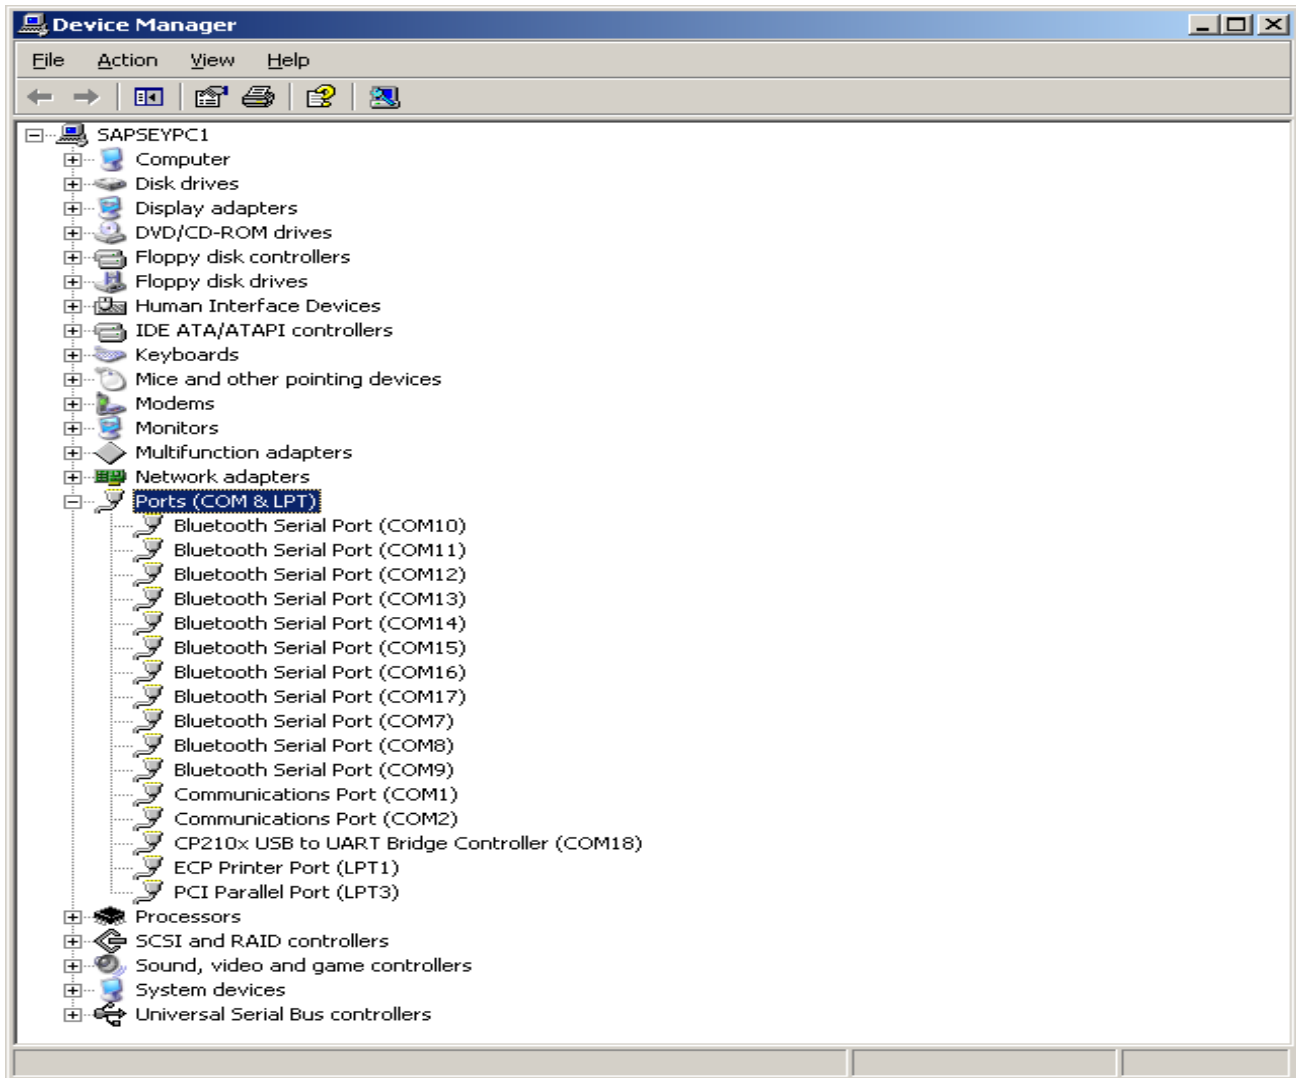 Device Manager
File Action View Help
SAPSEYPC1
Computer
Disk drives
Display adapters
DVD/CD-ROM drives
Floppy disk controllers
Floppy disk drives
Human Interface Devices
IDE ATA/ATAPI controllers
Keyboards
Mice and other pointing devices
Modems
Monitors
Multifunction adapters
Network adapters
Ports (COM & LPT)
Bluetooth Serial Port (COM10)
Bluetooth Serial Port (COM11)
Bluetooth Serial Port (COM12)
Bluetooth Serial Port (COM13)
Bluetooth Serial Port (COM14)
Bluetooth Serial Port (COM15)
Bluetooth Serial Port (COM16)
Bluetooth Serial Port (COM17)
Bluetooth Serial Port (COM7)
Bluetooth Serial Port (COM8)
Bluetooth Serial Port (COM9)
Communications Port (COM1)
Communications Port (COM2)
CP210x USB to UART Bridge Controller (COM18)
ECP Printer Port (LPT1)
PCI Parallel Port (LPT3)
Processors
SCSI and RAID controllers
Sound, video and game controllers
System devices
Universal Serial Bus controllers